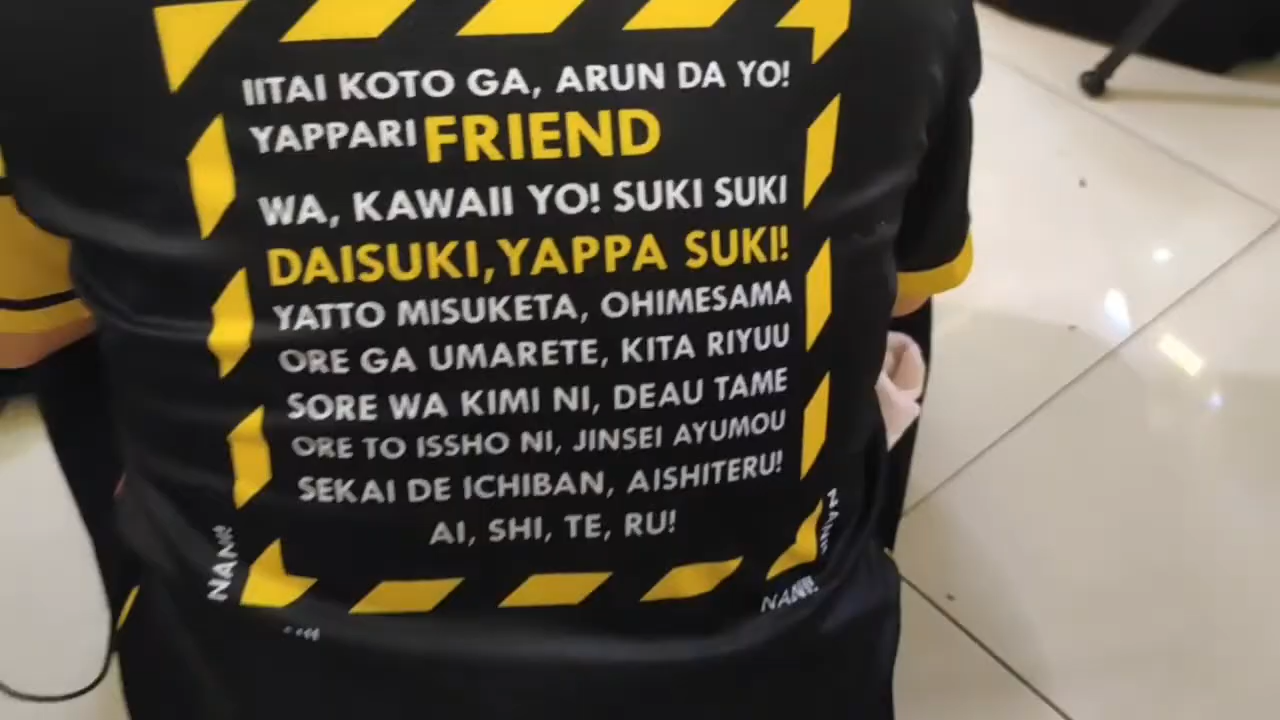 IITAI KOTO GA, ARUN DA YO!
YAPPARI FRIEND
WA, KAWAII YO! SUKI SUKI
DAISUKI, YAPPA SUKI!
YATTO MISUKETA, OHIMESAMA
ORE GA UMARETE, KITA RIYUU
SORE WA KIMI NI, DEAU TAME
ORE TO ISSHO NI, JINSEI AYUMOU
SEKAI DE ICHIBAN, AISHITERU!
AI, SHI, TE, RU!